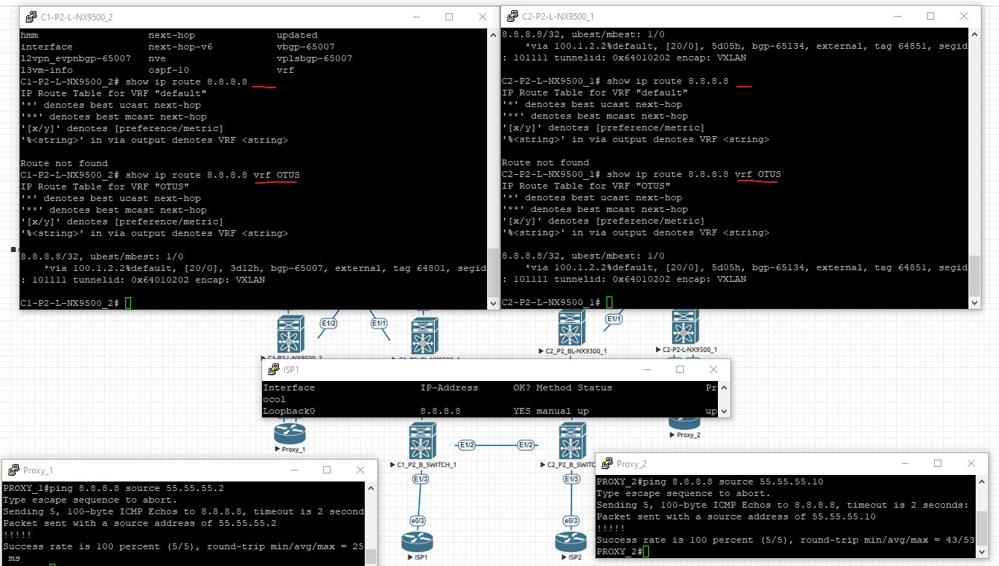 C1-P2-L-NX9500_2
hmm next-hop updated
interface next-hop-v6 vbgp-65007
l2vpn_evpnbgp-65007 nve vplsbgp-65007
l3vm-info ospf-10 vrf
C1-P2-L-NX9500_2# show ip route 8.8.8.8
IP Route Table for VRF "default"
'*' denotes best ucast next-hop
'**' denotes best mcast next-hop
'[x/y]' denotes [preference/metric]
'%<string>' in via output denotes VRF <string>
Route not found
C1-P2-L-NX9500_2# show ip route 8.8.8.8 vrf OTUS
IP Route Table for VRF "OTUS"
'*' denotes best ucast next-hop
'**' denotes best mcast next-hop
'[x/y]' denotes [preference/metric]
'%<string>' in via output denotes VRF <string>
8.8.8.8/32, ubest/mbest: 1/0
*via 100.1.2.2%default, [20/0], 3d12h, bgp-65007, external, tag 64801, segid
: 101111 tunnelid: 0x64010202 encap: VXLAN
C1-P2-L-NX9500_2#
C2-P2-L-NX9500_1
8.8.8.8/32, ubest/mbest: 1/0
*via 100.1.2.2%default, [20/0], 5d05h, bgp-65134, external, tag 64851, segid
: 101111 tunnelid: 0x64010202 encap: VXLAN
C2-P2-L-NX9500_1# show ip route 8.8.8.8
IP Route Table for VRF "default"
'*' denotes best ucast next-hop
'**' denotes best mcast next-hop
'[x/y]' denotes [preference/metric]
'%<string>' in via output denotes VRF <string>
Route not found
C2-P2-L-NX9500_1# show ip route 8.8.8.8 vrf OTUS
IP Route Table for VRF "OTUS"
'*' denotes best ucast next-hop
'**' denotes best mcast next-hop
'[x/y]' denotes [preference/metric]
'%<string>' in via output denotes VRF <string>
8.8.8.8/32, ubest/mbest: 1/0
*via 100.1.2.2%default, [20/0], 5d05h, bgp-65134, external, tag 64851, segid
: 101111 tunnelid: 0x64010202 encap: VXLAN
C2-P2-L-NX9500_1#
E1/2
E1/1
E1/1
C2_P2_BL-NX9300_1
C2-P2-L-NX9500_1
ISP1
Interface IP-Address OK? Method Status Pr
ocol
Loopback0 8.8.8.8 YES manual up up
Proxy_1
Proxy_2
E1/2
E1/2
C1_P2_B_SWITCH_1
C2_P2_B_SWITC
E1/3
E1/3
e0/3
e0/3
ISP1
ISP2
Proxy_1
PROXY_1#ping 8.8.8.8 source 55.55.55.2
Type escape sequence to abort.
Sending 5, 100-byte ICMP Echos to 8.8.8.8, timeout is 2 second
Packet sent with a source address of 55.55.55.2
!!!!!
Success rate is 100 percent (5/5), round-trip min/avg/max = 25
ms
Proxy_2
PROXY_2#ping 8.8.8.8 source 55.55.55.10
Type escape sequence to abort.
Sending 5, 100-byte ICMP Echos to 8.8.8.8, timeout is 2 seconds:
Packet sent with a source address of 55.55.55.10
!!!!!
Success rate is 100 percent (5/5), round-trip min/avg/max = 43/53
PROXY_2#